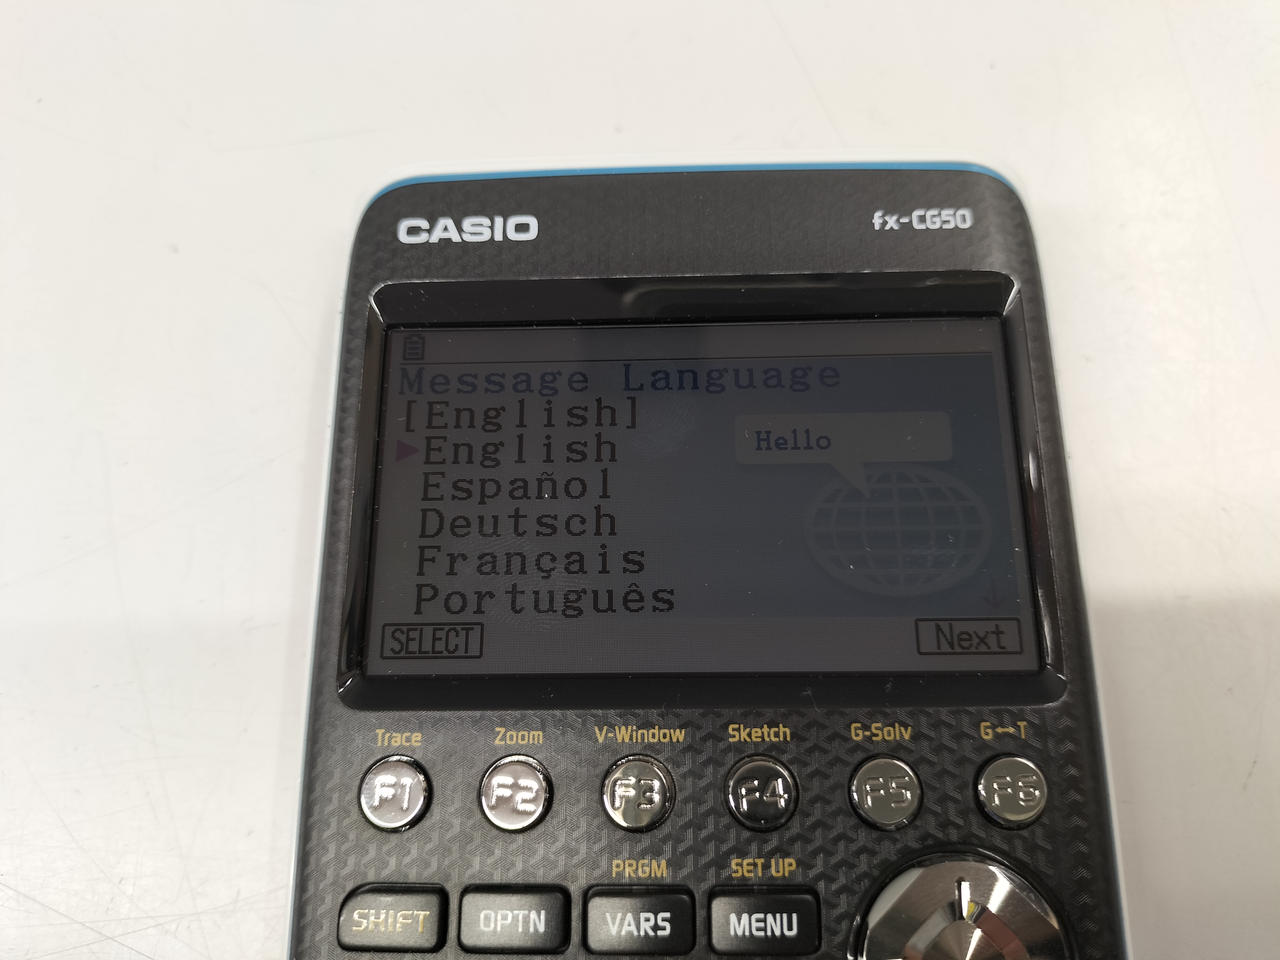 CASIO fx-CG50
Message Language
[English]
English
Hello
Español
Deutsch
Français
Português
SELECT Next
Trace Zoom V-Window Sketch G-Solv G↔T
F1 F2 F3 F4 F5 F6
PRGM SET UP
SHIFT OPTN VARS MENU